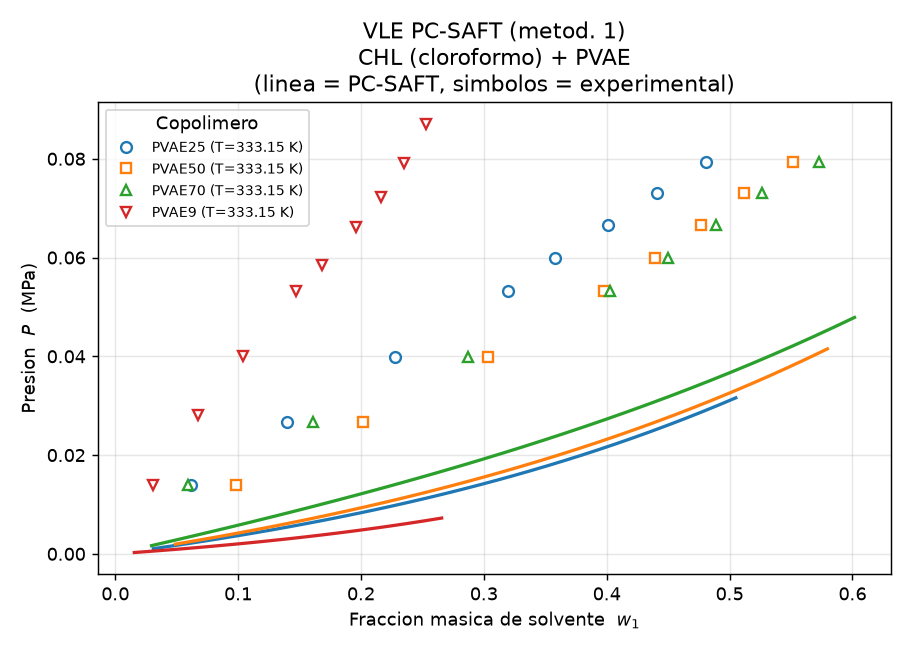 VLE PC-SAFT (metod. 1)
CHL (cloroformo) + PVAE
(linea = PC-SAFT, simbolos = experimental)
Copolimero
PVAE25 (T=333.15 K)
PVAE50 (T=333.15 K)
PVAE70 (T=333.15 K)
PVAE9 (T=333.15 K)
Presion P (MPa)
0.08
0.06
0.04
0.02
0.00
0.0 0.1 0.2 0.3 0.4 0.5 0.6
Fraccion masica de solvente w₁